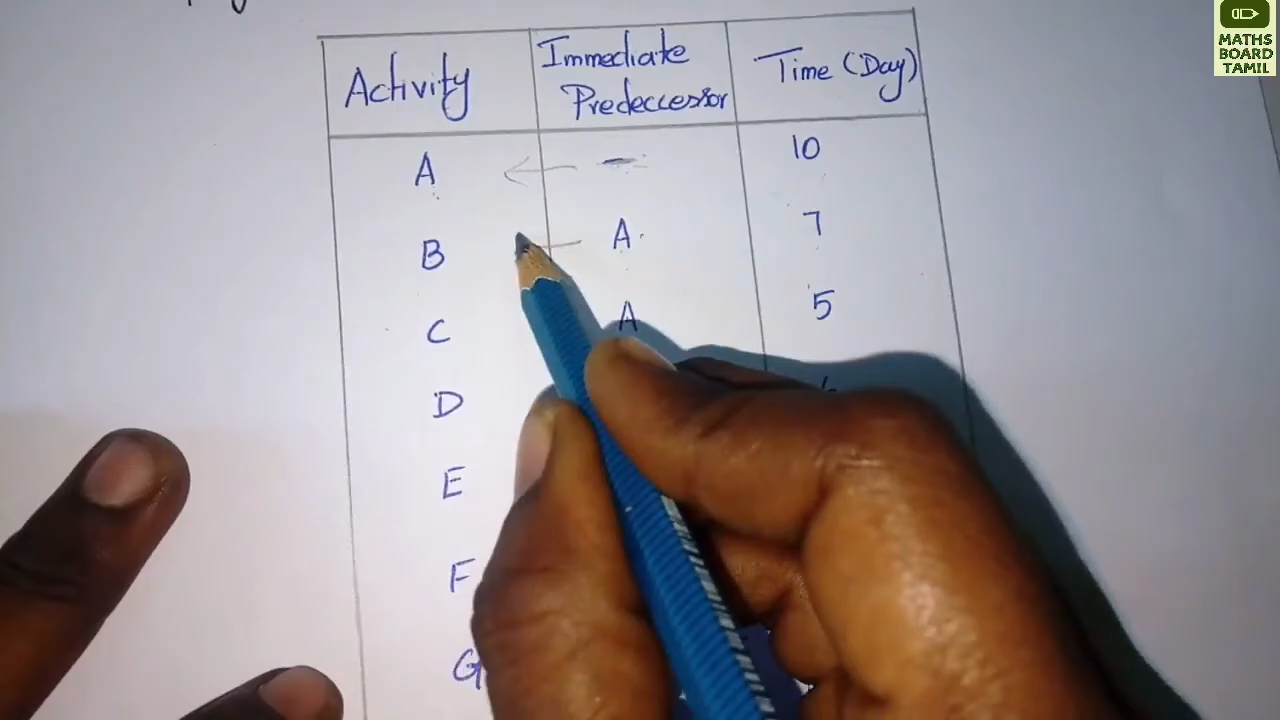 Activity Immediate Predeccessor Time (Day)
A - 10
B A 7
C A 5
D
E
F
G
MATHS
BOARD
TAMIL